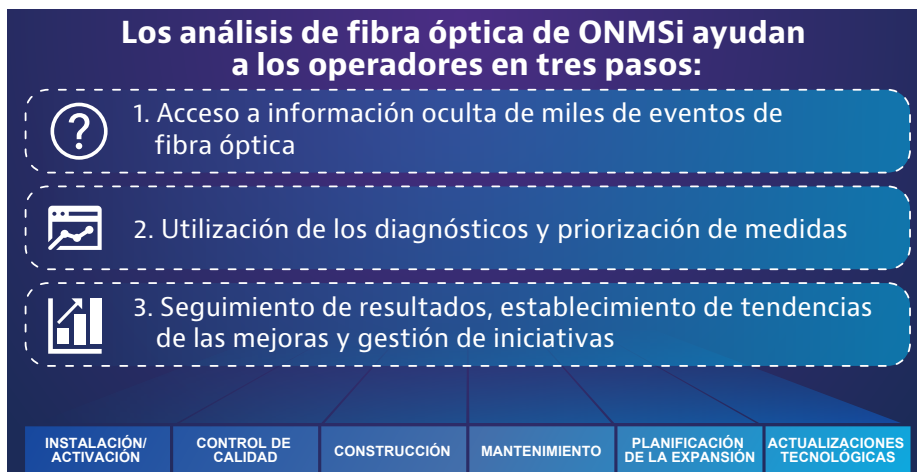 Los análisis de fibra óptica de ONMSi ayudan
a los operadores en tres pasos:
1. Acceso a información oculta de miles de eventos de
fibra óptica
2. Utilización de los diagnósticos y priorización de medidas
3. Seguimiento de resultados, establecimiento de tendencias
de las mejoras y gestión de iniciativas
INSTALACIÓN/
ACTIVACIÓN
CONTROL DE
CALIDAD
CONSTRUCCIÓN
MANTENIMIENTO
PLANIFICACIÓN
DE LA EXPANSIÓN
ACTUALIZACIONES
TECNOLÓGICAS